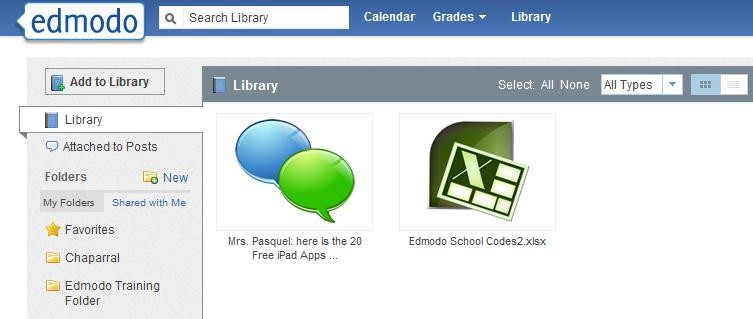 edmodo
Search Library
Calendar
Grades
Library
Add to Library
Library
Attached to Posts
Folders
New
My Folders
Shared with Me
Favorites
Chaparral
Edmodo Training
Folder
Library
Select: All None
All Types
Mrs. Pasquel: here is the 20
Free iPad Apps ...
Edmodo School Codes2.xlsx